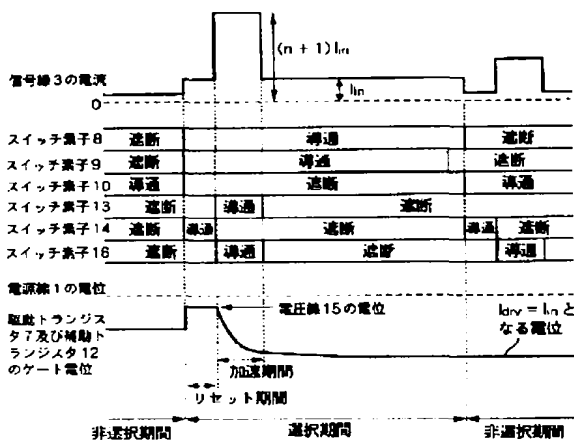 (n + 1) Iin
信号線3の電流
Iin
0
スイッチ素子8 遮断 導通 遮断
スイッチ素子9 遮断 導通 遮断
スイッチ素子10 導通 遮断 導通
スイッチ素子13 遮断 導通 遮断
スイッチ素子14 遮断 導通 遮断 導通 遮断
スイッチ素子16 遮断 導通 遮断 導通
電源線1の電位
電圧線15の電位
Idrv = Iin と
なる電位
駆動トランジス
タ7及び補助ト
ランジスタ12
のゲート電位
加速期間
リセット期間
非選択期間 選択期間 非選択期間